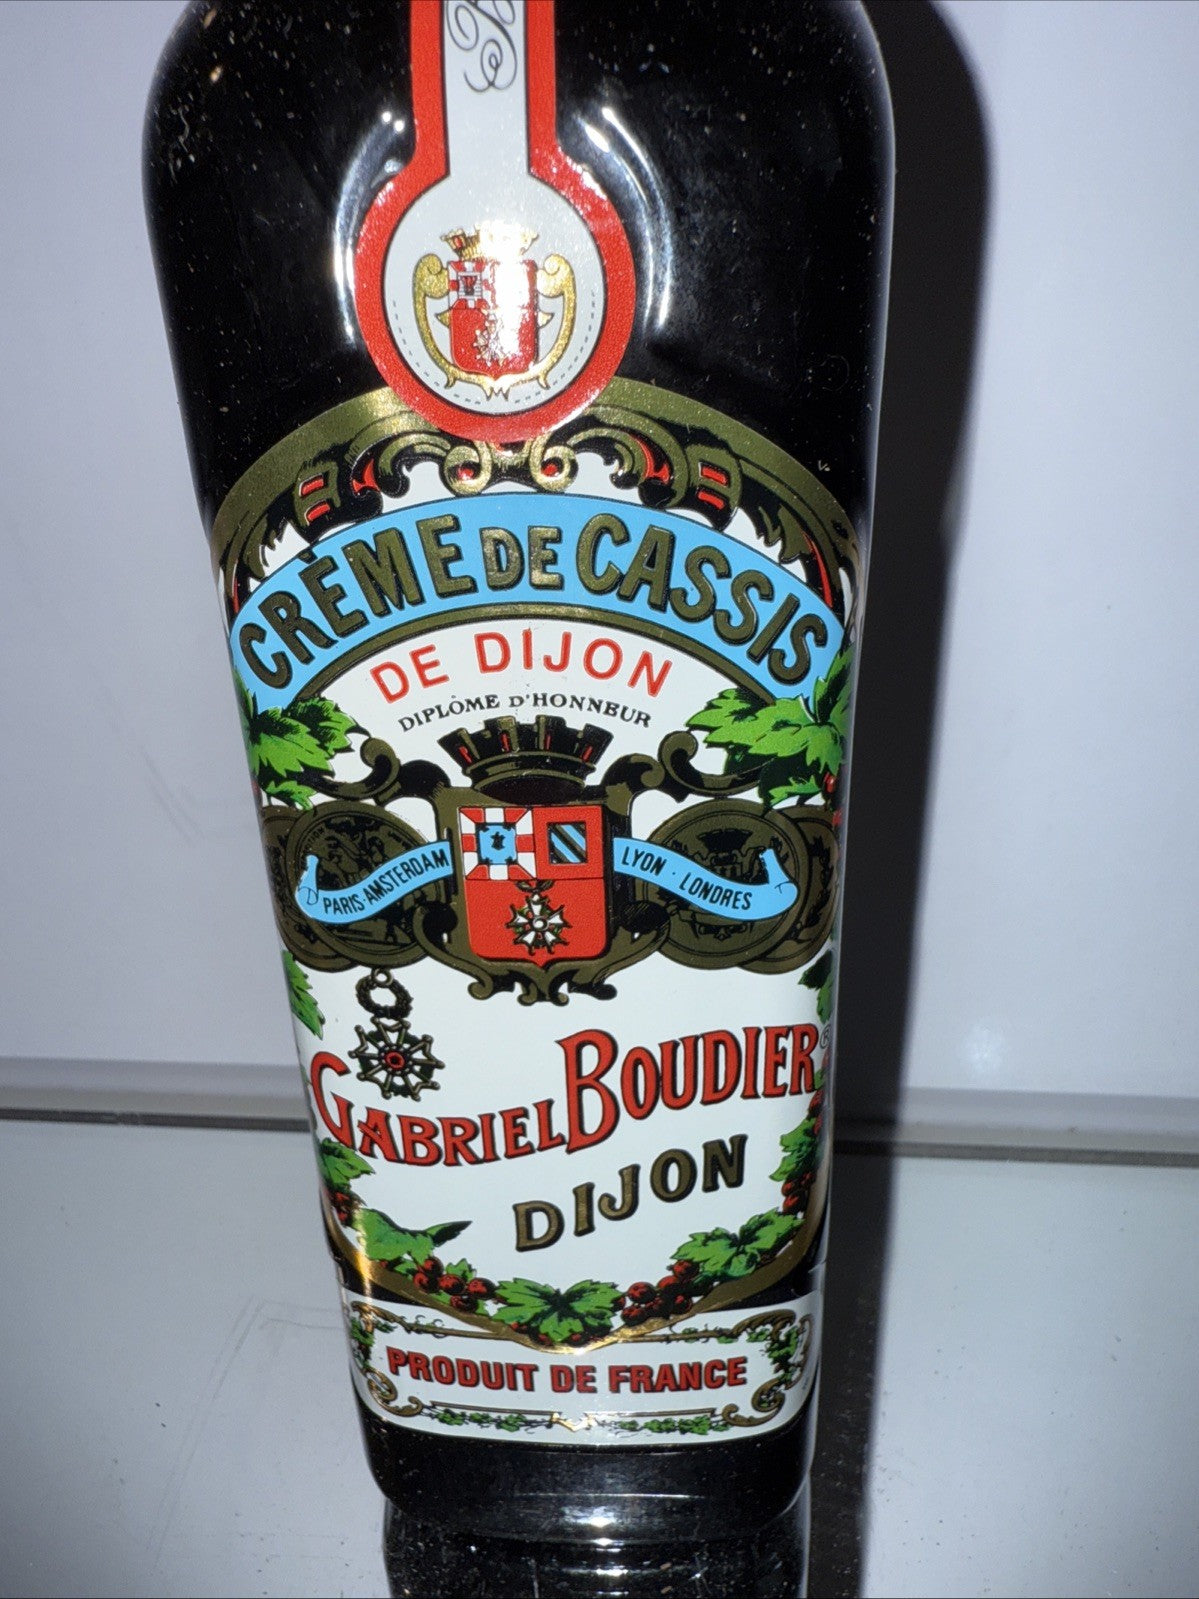 CRÈME DE CASSIS
DE DIJON
DIPLÔME D'HONNEUR
PARIS-AMSTERDAM
LYON · LONDRES
GABRIEL BOUDIER®
DIJON
PRODUIT DE FRANCE